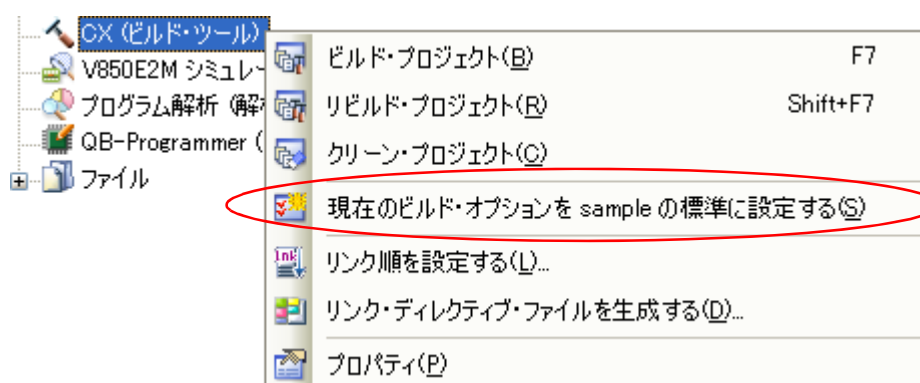 CX (ビルド・ツール)
V850E2M シミュレー
プログラム解析 (解
QB-Programmer (
ファイル
ビルド・プロジェクト(B) F7
リビルド・プロジェクト(R) Shift+F7
クリーン・プロジェクト(C)
現在のビルド・オプションを sample の標準に設定する(S)
リンク順を設定する(L)...
リンク・ディレクティブ・ファイルを生成する(D)...
プロパティ(P)